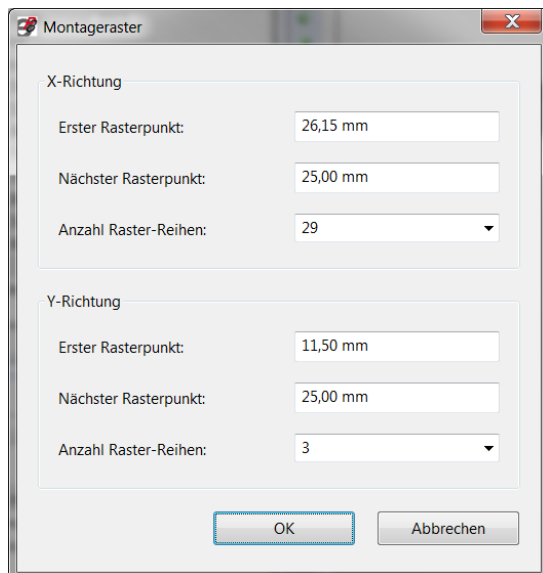 Montageraster
X-Richtung
Erster Rasterpunkt: 26,15 mm
Nächster Rasterpunkt: 25,00 mm
Anzahl Raster-Reihen: 29
Y-Richtung
Erster Rasterpunkt: 11,50 mm
Nächster Rasterpunkt: 25,00 mm
Anzahl Raster-Reihen: 3
OK Abbrechen